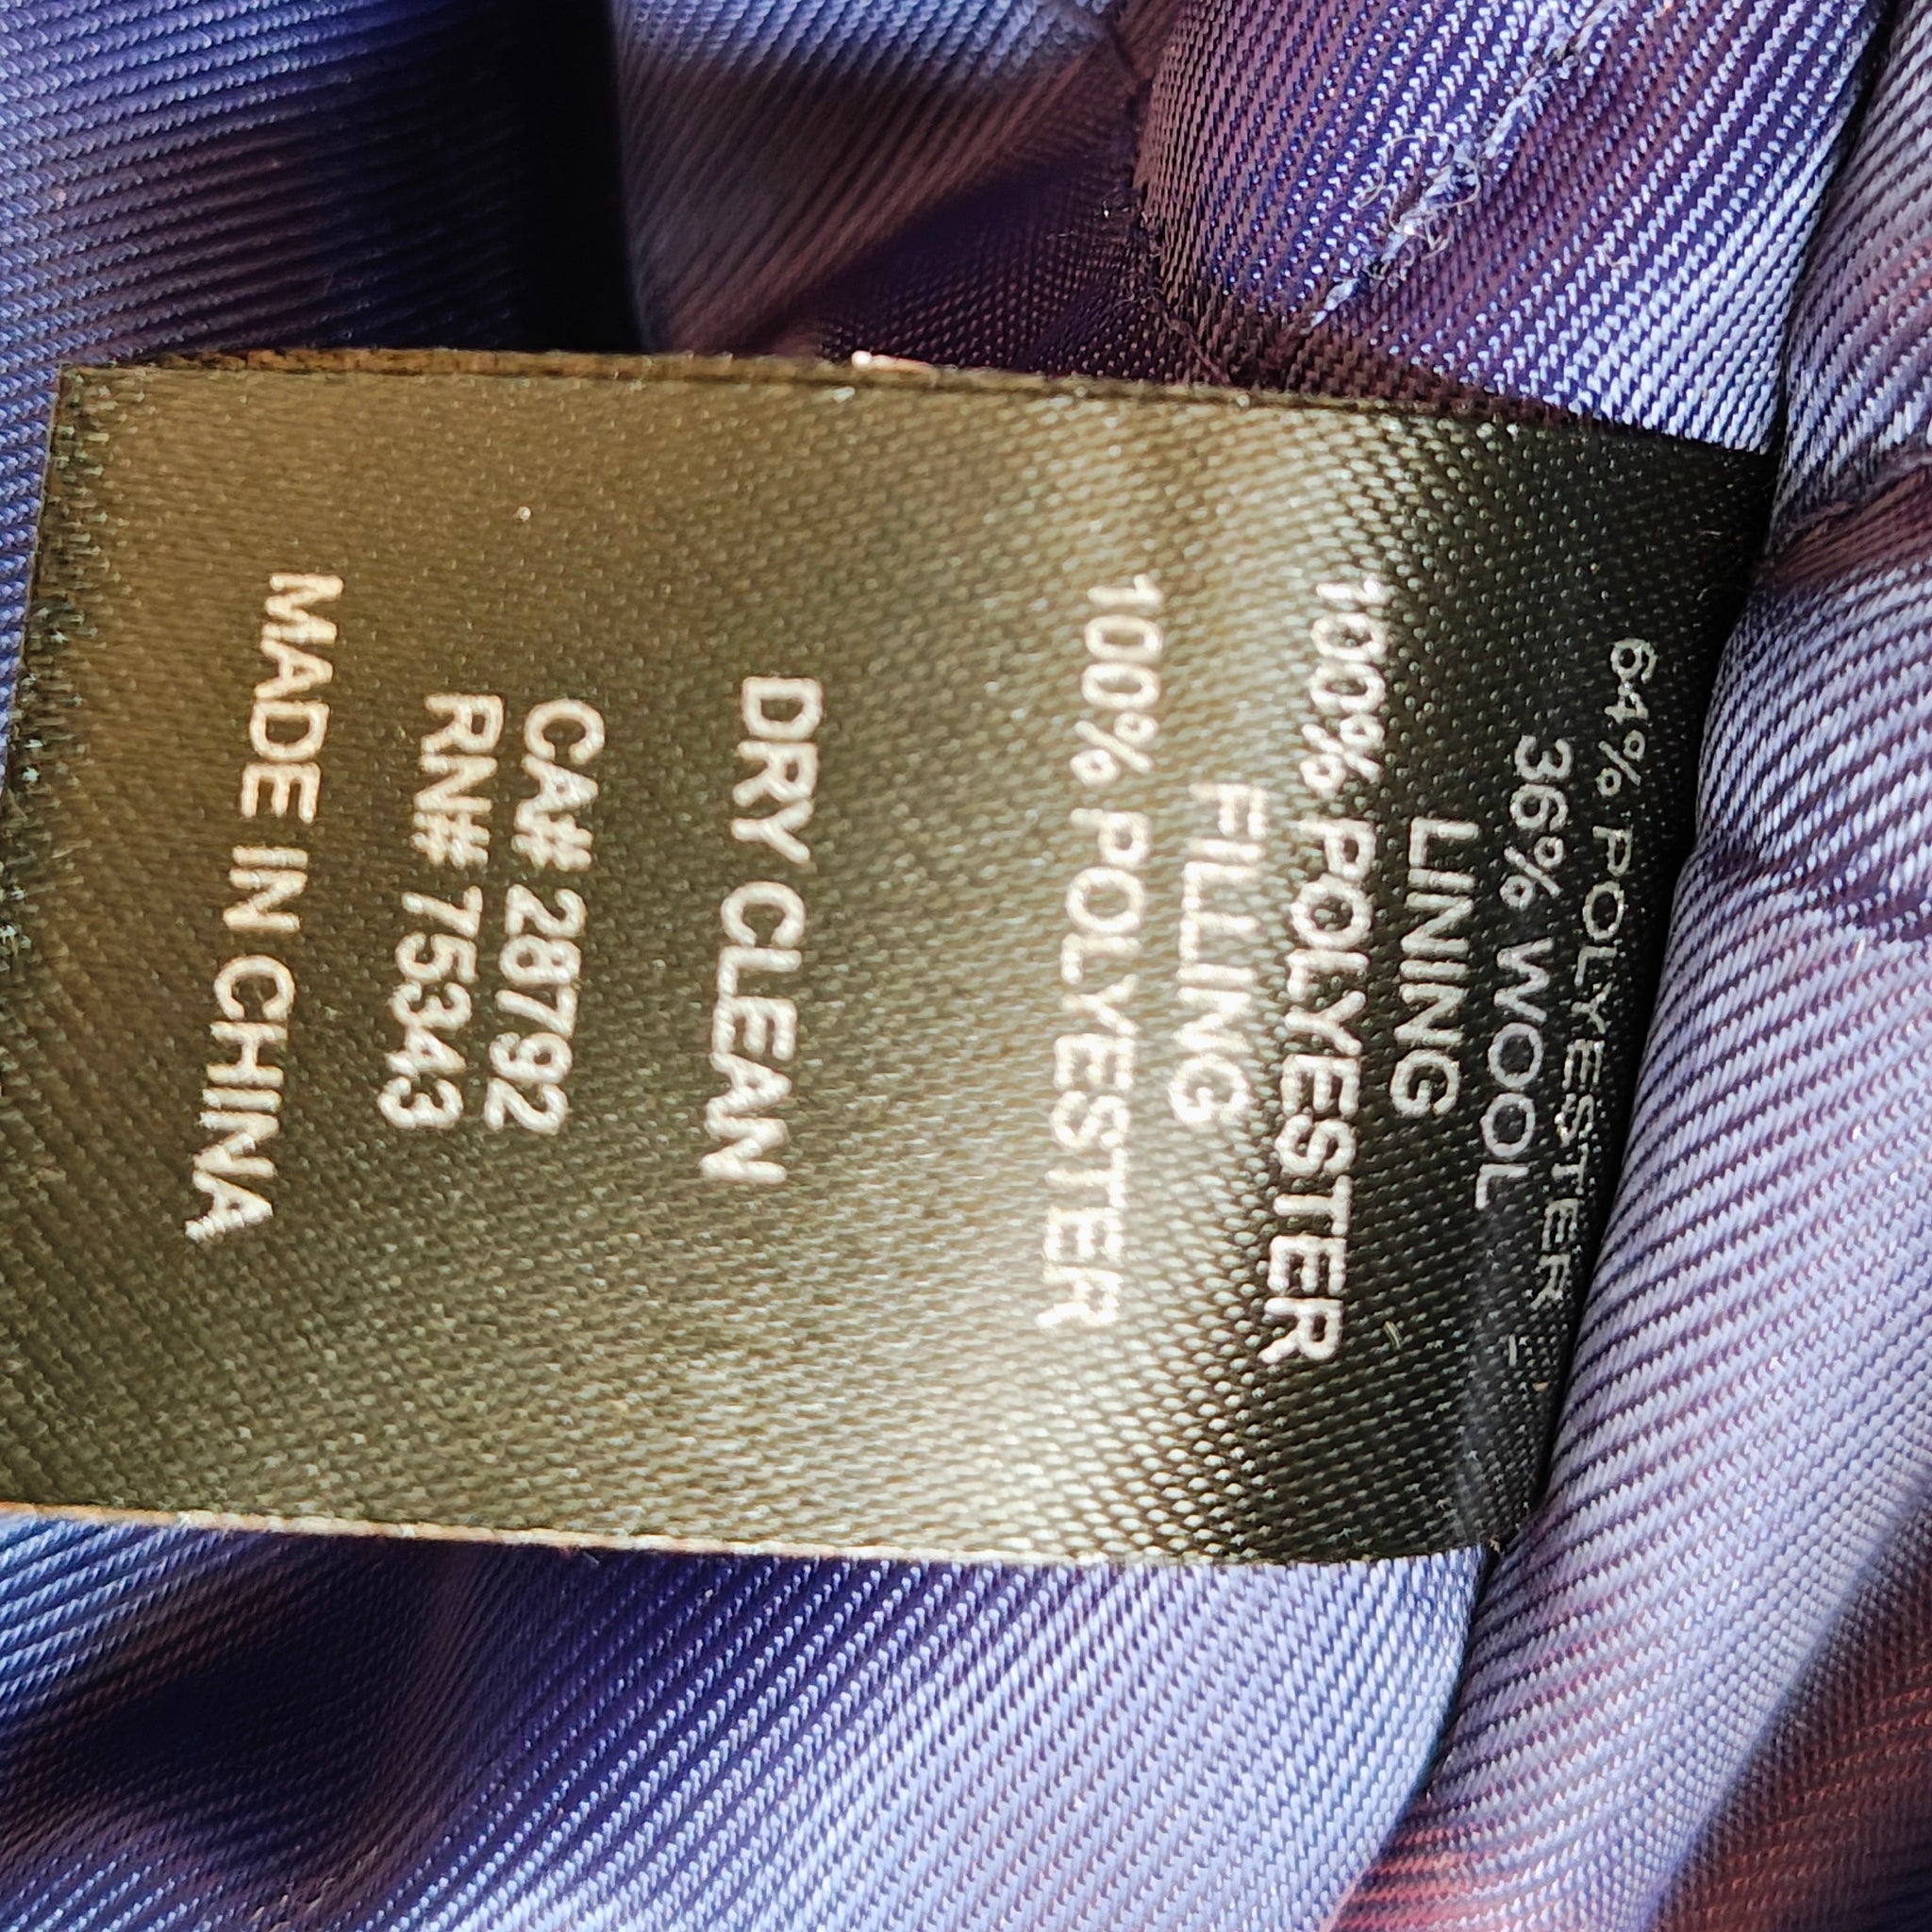 64% POLYESTER
36% WOOL
LINING
100% POLYESTER
FILLING
100% POLYESTER
DRY CLEAN
CA# 28792
RN# 75343
MADE IN CHINA